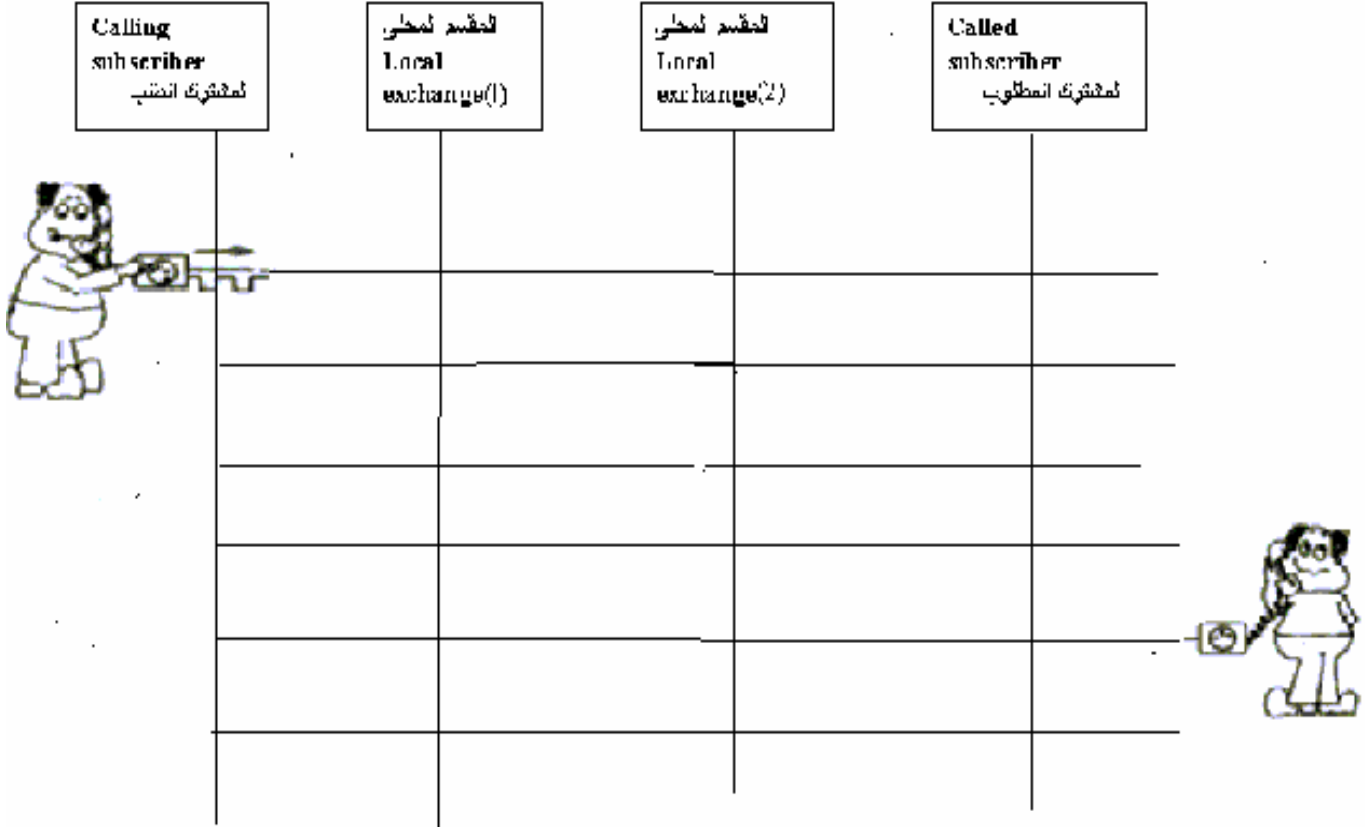 Calling
subscriber
المشترك الطالب
المقسم المحلي
Local
exchange(1)
المقسم المحلي
Local
exchange(2)
Called
subscriber
المشترك المطلوب